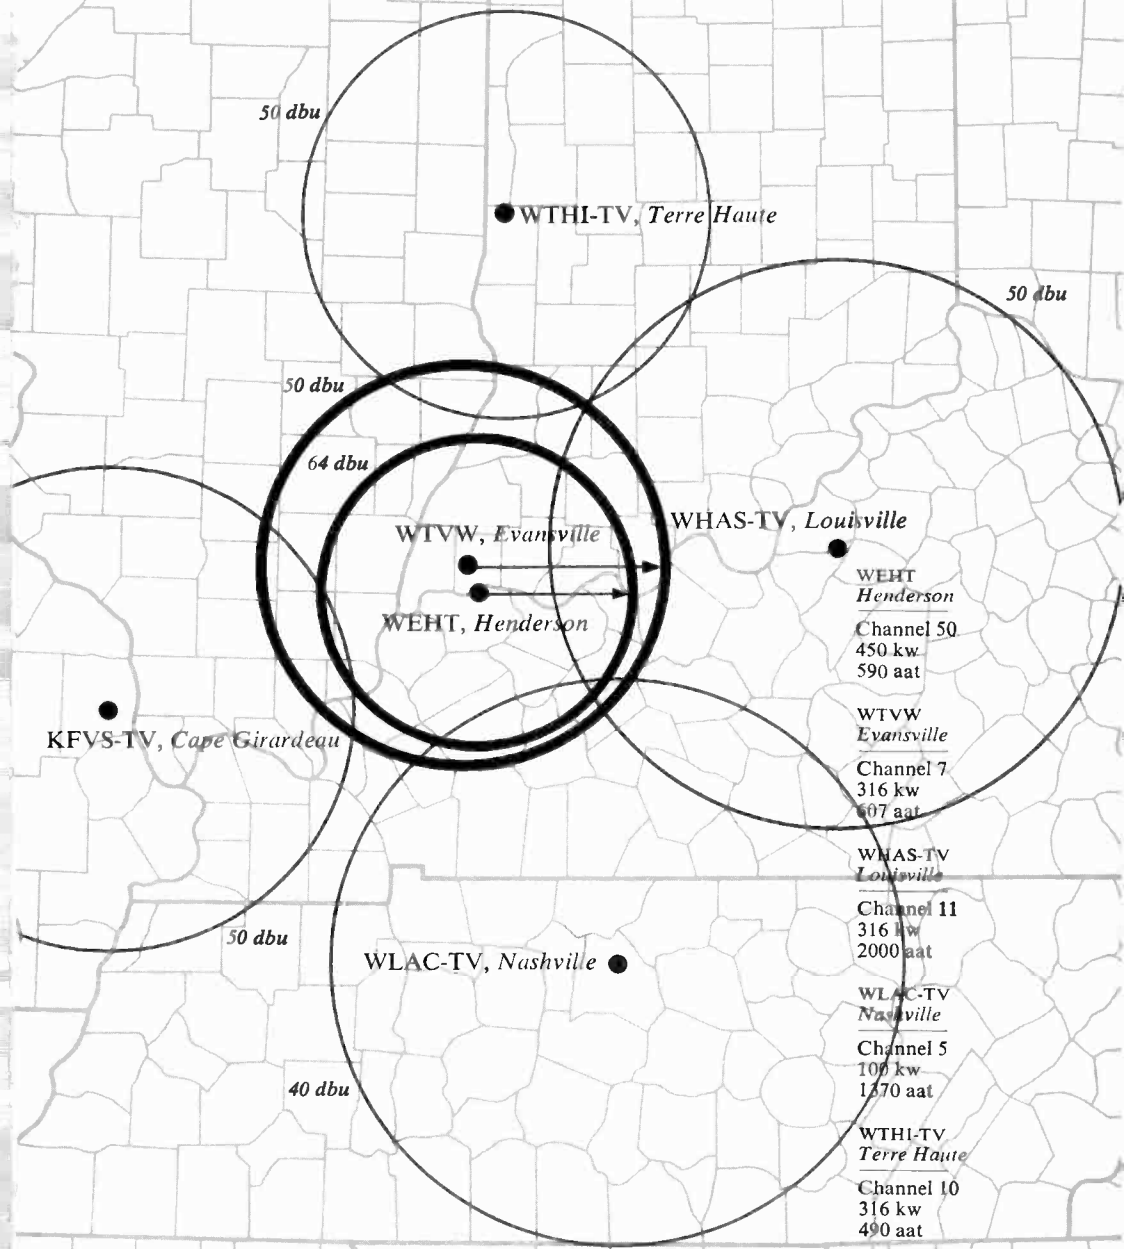 50 dbu
WTHI-TV, Terre Haute
50 dbu
50 dbu
64 dbu
WTVW, Evansville
WHAS-TV, Louisville
WEHT, Henderson
KFVS-TV, Cape Girardeau
50 dbu
WLAC-TV, Nashville
40 dbu
WEHT
Henderson
Channel 50
450 kw
590 aat
WTVW
Evansville
Channel 7
316 kw
607 aat
WHAS-TV
Louisville
Channel 11
316 kw
2000 aat
WLAC-TV
Nashville
Channel 5
100 kw
1370 aat
WTHI-TV
Terre Haute
Channel 10
316 kw
490 aat